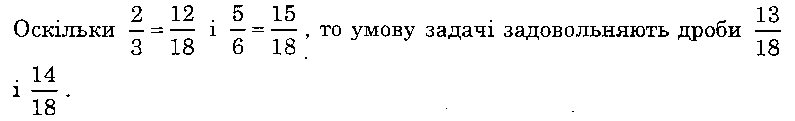 Оскільки 2/3 = 12/18 і 5/6 = 15/18, то умову задачі задовольняють дроби 13/18
і 14/18.